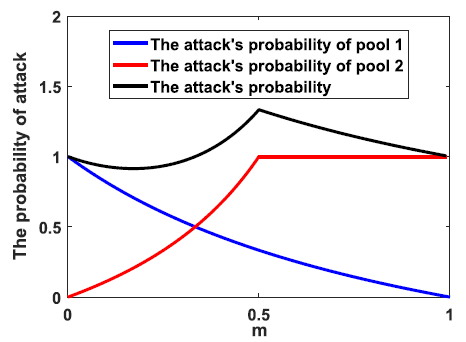 2
1.5
1
0.5
0
The probability of attack
The attack's probability of pool 1
The attack's probability of pool 2
The attack's probability
0
0.5
1
m